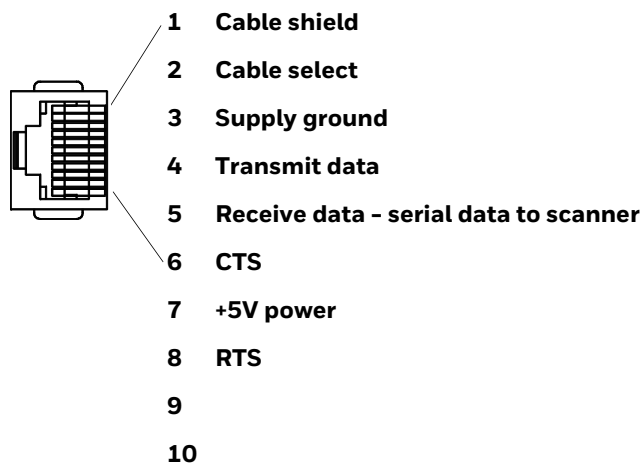 1 Cable shield
2 Cable select
3 Supply ground
4 Transmit data
5 Receive data - serial data to scanner
6 CTS
7 +5V power
8 RTS
9
10